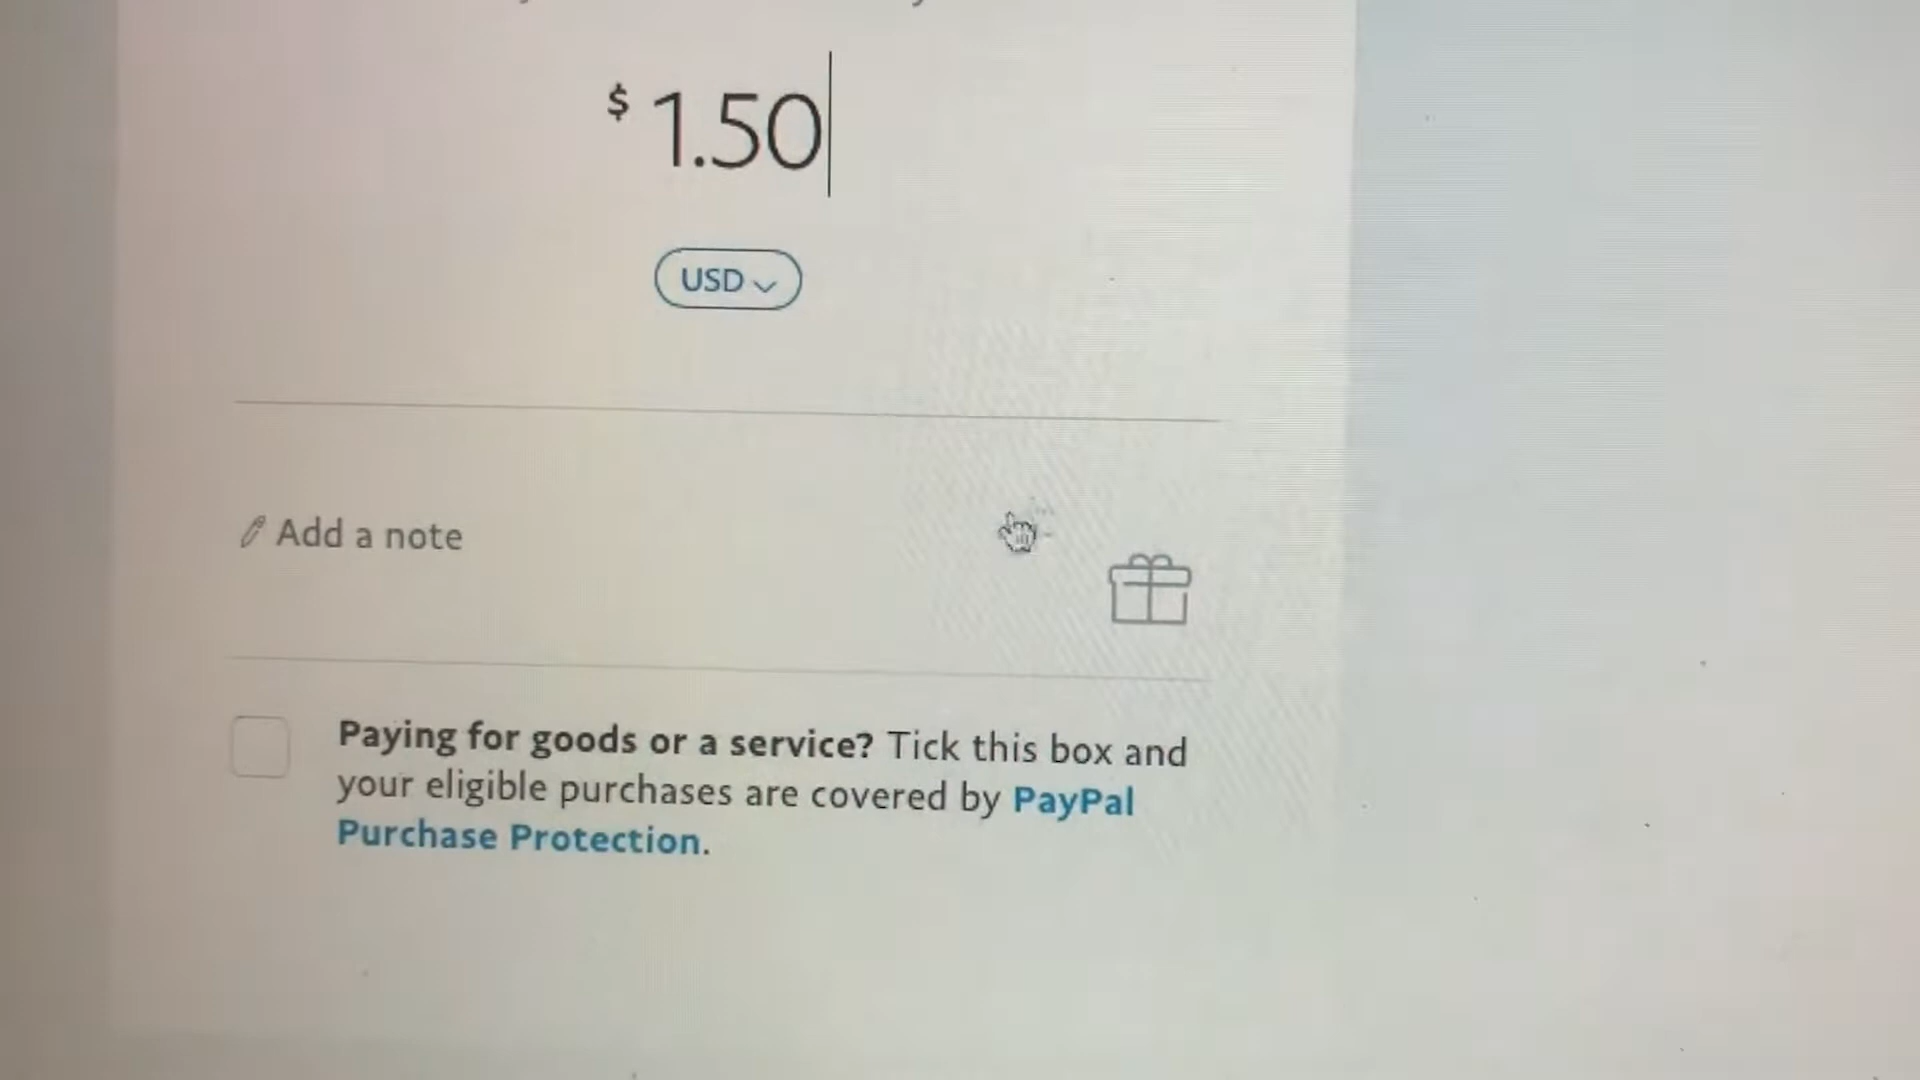 $ 1.50
USD
Add a note
Paying for goods or a service? Tick this box and
your eligible purchases are covered by PayPal
Purchase Protection.